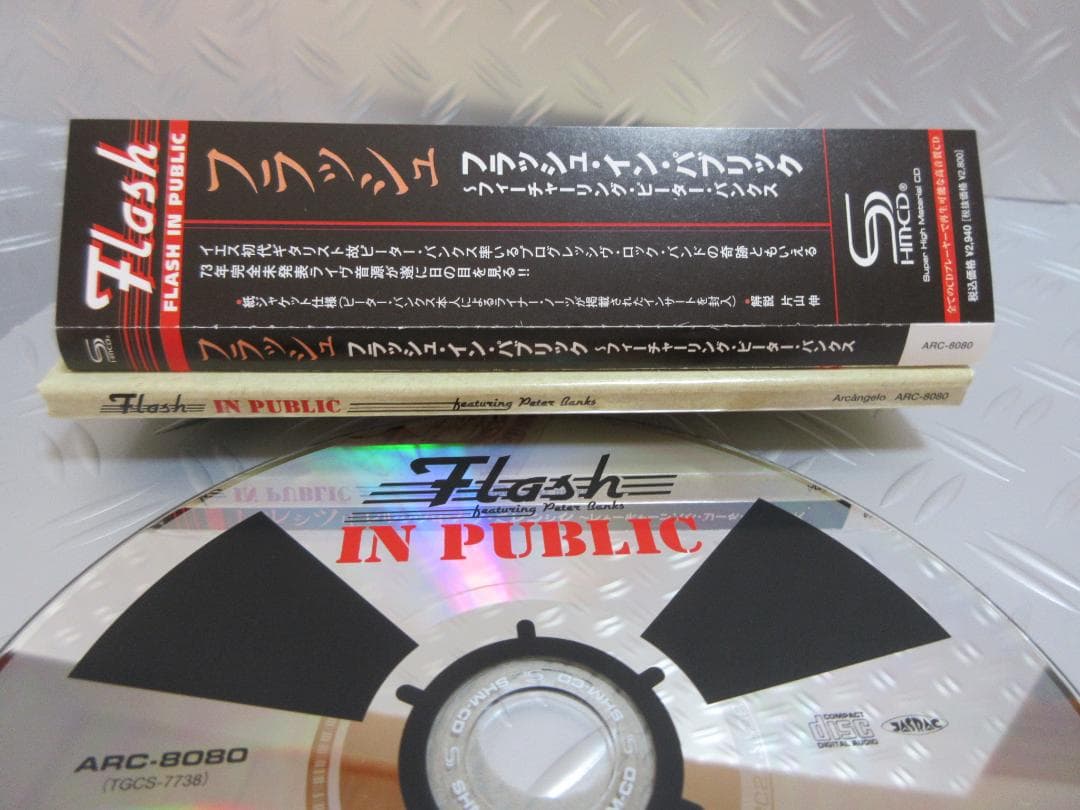 Flash
FLASH IN PUBLIC
フラッシュ
フラッシュ・イン・パブリック
~フィーチャーリング・ピーター・バンクス
イエス初代ギタリスト故ピーター・バンクス率いるプログレッシヴ・ロック・バンドの奇跡ともいえる
73年完全未発表ライヴ音源が遂に日の目を見る!!
•紙ジャケット仕様(ピーター・バンクス本人によるライナー・ノーツが掲載されたインサートを封入) •解説 片山 伸
SHM-CD®
Super High Material CD
全てのCDプレーヤーで再生可能な高音質CD
税込価格 ¥2,940 [税抜価格 ¥2,800]
SHM-CD
フラッシュ フラッシュ・イン・パブリック ~フィーチャーリング・ピーター・バンクス
ARC-8080
Flash IN PUBLIC featuring Peter Banks Arcàngelo ARC-8080
Flash
featuring Peter Banks
IN PUBLIC
SHM-CD
SHM-CD
ARC-8080
(TGCS-7738)
COMPACT
disc
DIGITAL AUDIO
JASRAC